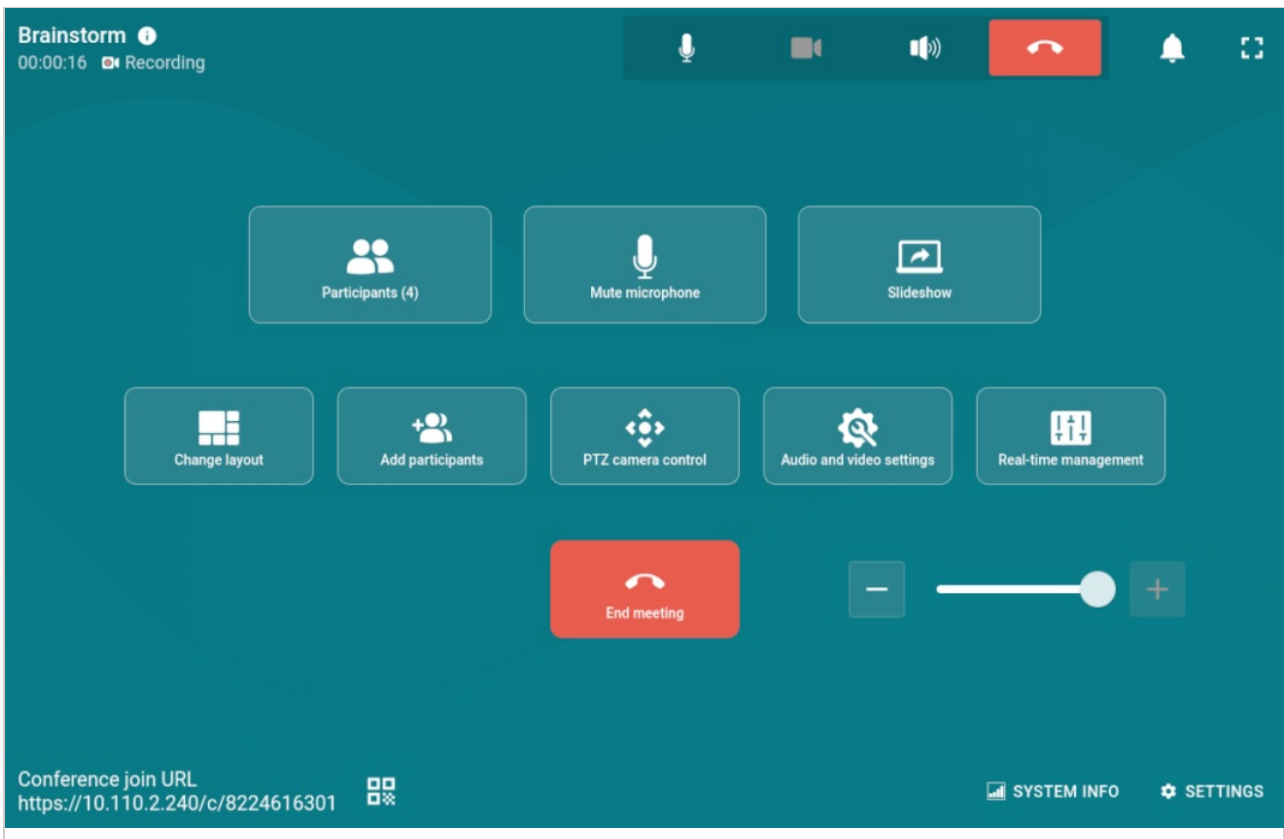 Brainstorm
00:00:16 Recording
Participants (4)
Mute microphone
Slideshow
Change layout
Add participants
PTZ camera control
Audio and video settings
Real-time management
End meeting
Conference join URL
https://10.110.2.240/c/8224616301
SYSTEM INFO
SETTINGS